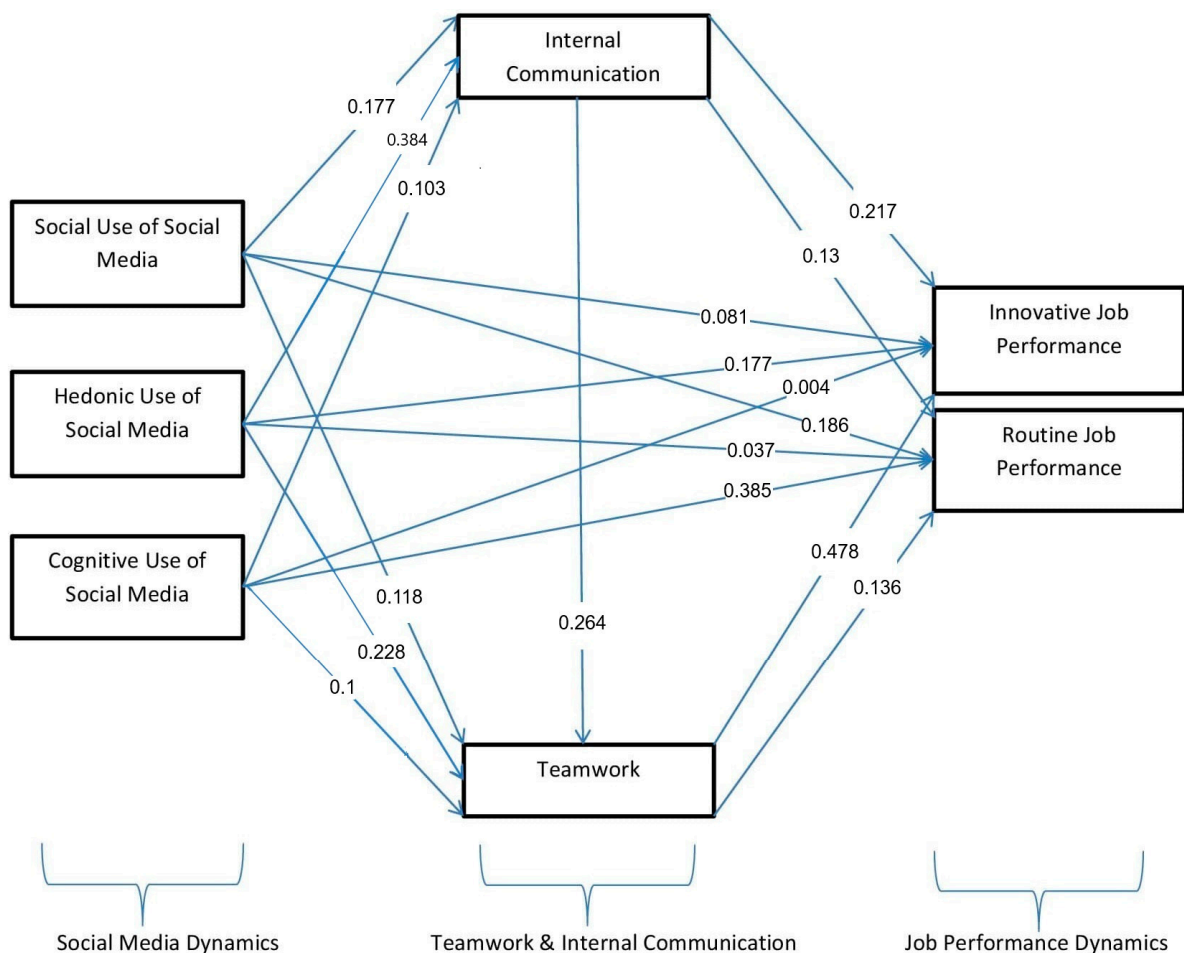 Internal
Communication
0.177
0.384
0.103
Social Use of Social
Media
0.217
0.13
Innovative Job
Performance
0.081
0.177
0.004
Hedonic Use of
Social Media
0.186
0.037
0.385
Routine Job
Performance
Cognitive Use of
Social Media
0.478
0.136
0.118
0.264
0.228
0.1
Teamwork
Social Media Dynamics
Teamwork & Internal Communication
Job Performance Dynamics